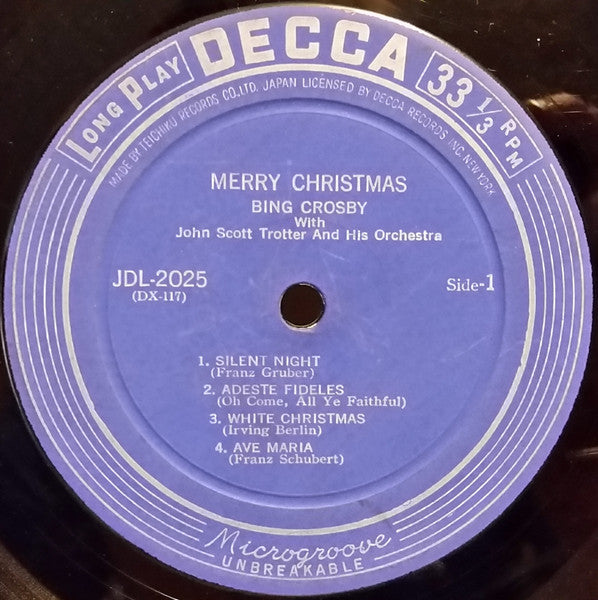 LONG PLAY DECCA 33 1/3 RPM
MADE BY TEICHIKU RECORDS CO.LTD. JAPAN LICENSED BY DECCA RECORDS INC. NEW YORK
MERRY CHRISTMAS
BING CROSBY
With
John Scott Trotter And His Orchestra
JDL-2025
(DX-117)
Side-1
1. SILENT NIGHT
(Franz Gruber)
2. ADESTE FIDELES
(Oh Come, All Ye Faithful)
3. WHITE CHRISTMAS
(Irving Berlin)
4. AVE MARIA
(Franz Schubert)
Microgroove
UNBREAKABLE